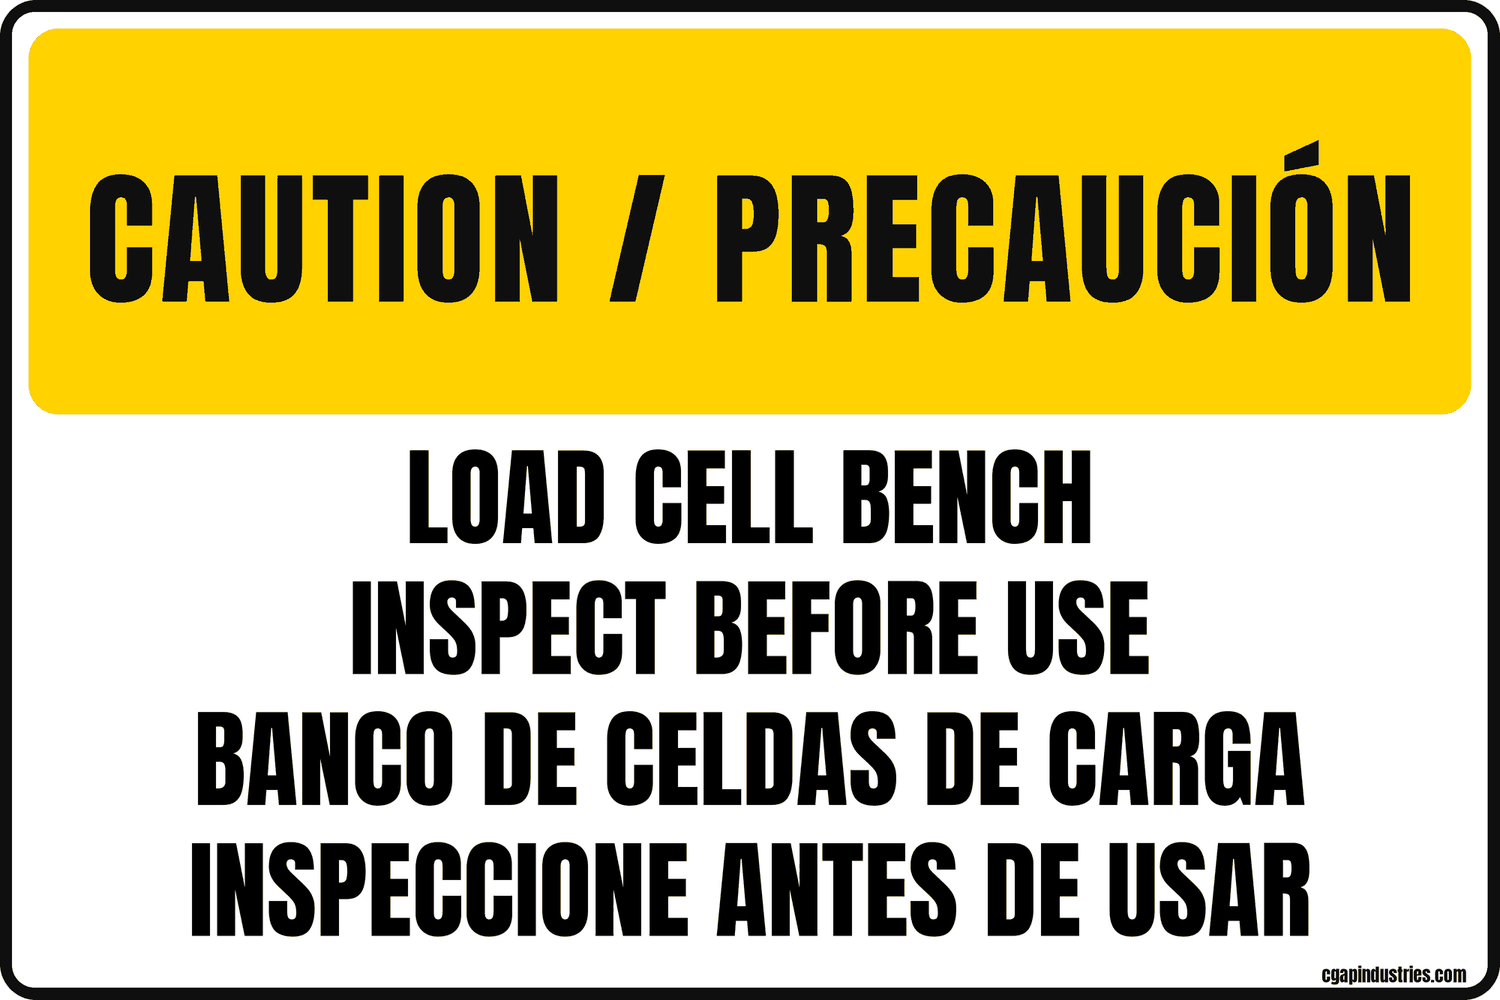 CAUTION / PRECAUCIÓN
LOAD CELL BENCH
INSPECT BEFORE USE
BANCO DE CELDAS DE CARGA
INSPECCIONE ANTES DE USAR
cgapindustries.com